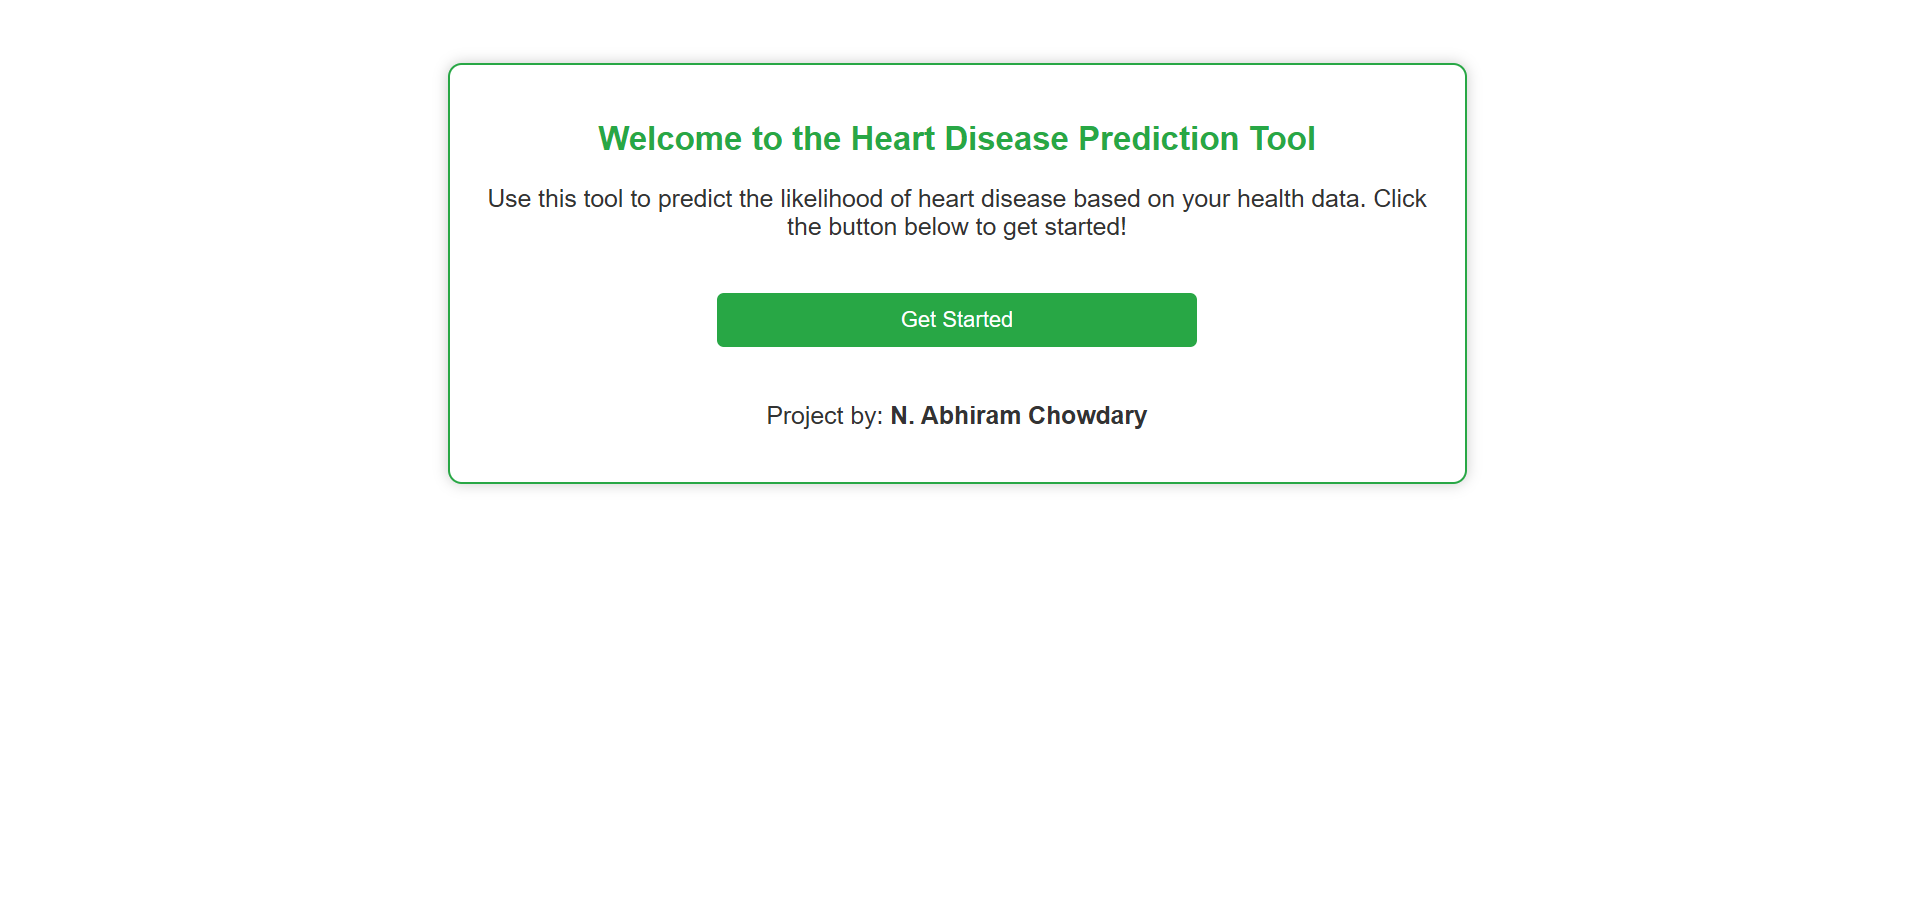 Welcome to the Heart Disease Prediction Tool
Use this tool to predict the likelihood of heart disease based on your health data. Click
the button below to get started!
Get Started
Project by: N. Abhiram Chowdary